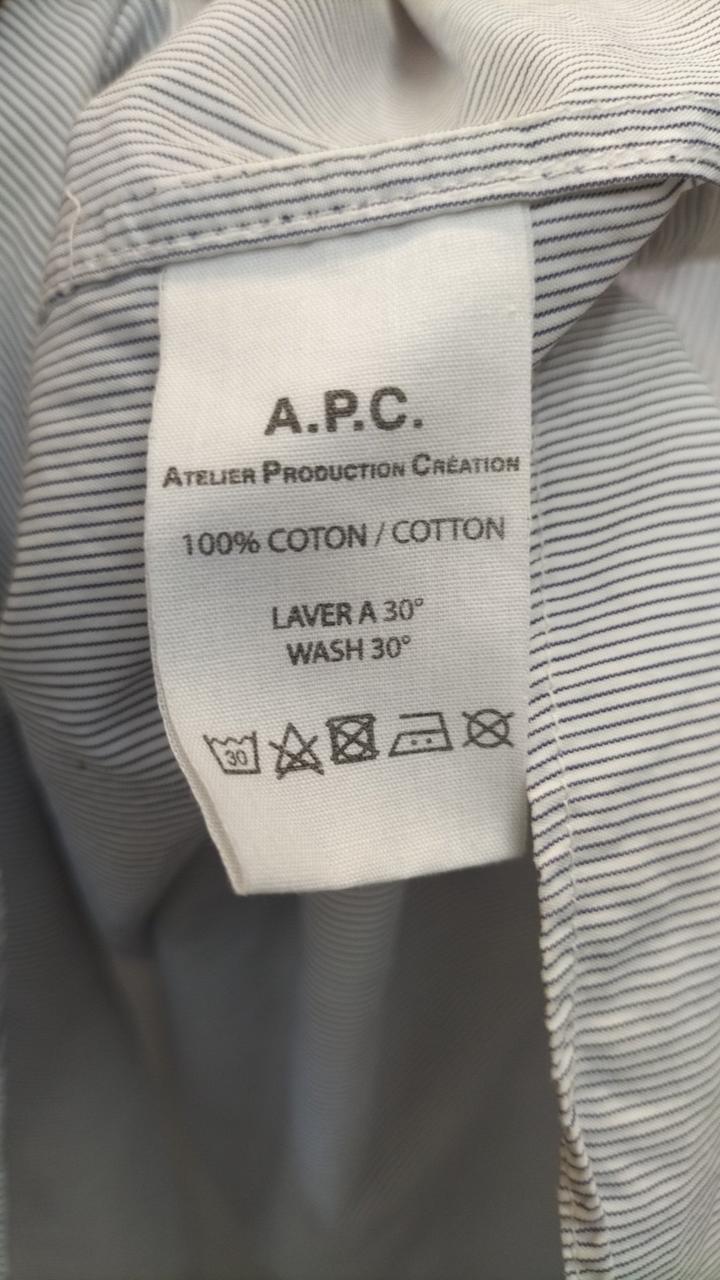 A.P.C.
ATELIER PRODUCTION CRÉATION
100% COTON / COTTON
LAVER A 30°
WASH 30°
30